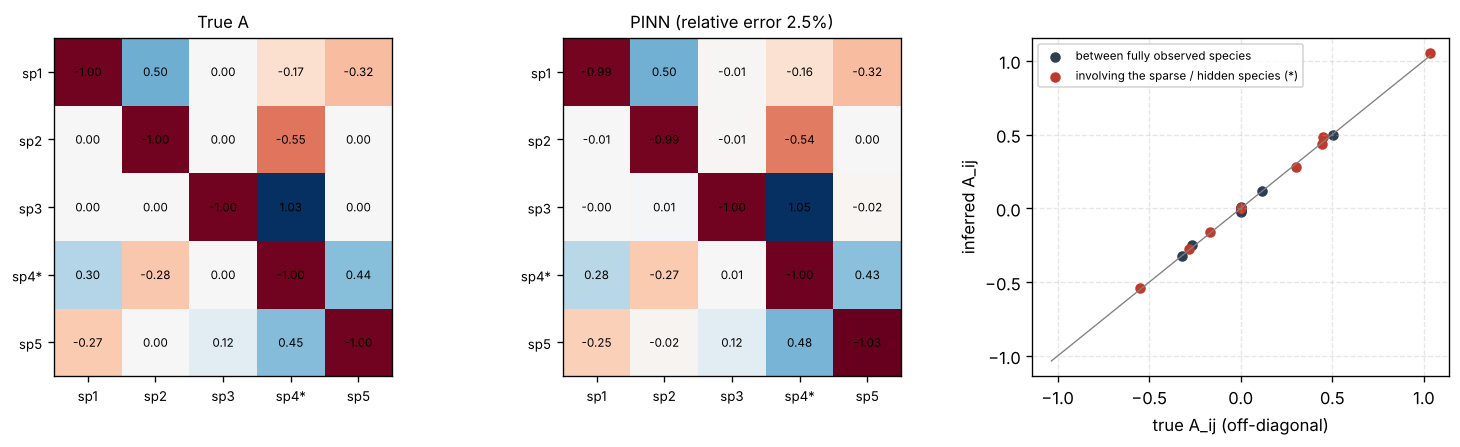 True A
sp1 -1.00 0.50 0.00 -0.17 -0.32
sp2 0.00 -1.00 0.00 -0.55 0.00
sp3 0.00 0.00 -1.00 1.03 0.00
sp4* 0.30 -0.28 0.00 -1.00 0.44
sp5 -0.27 0.00 0.12 0.45 -1.00
sp1 sp2 sp3 sp4* sp5
PINN (relative error 2.5%)
sp1 -0.99 0.50 -0.01 -0.16 -0.32
sp2 -0.01 -0.99 -0.01 -0.54 0.00
sp3 -0.00 0.01 -1.00 1.05 -0.02
sp4* 0.28 -0.27 0.01 -1.00 0.43
sp5 -0.25 -0.02 0.12 0.48 -1.03
sp1 sp2 sp3 sp4* sp5
between fully observed species
involving the sparse / hidden species (*)
inferred A_ij
1.0
0.5
0.0
−0.5
−1.0
−1.0 −0.5 0.0 0.5 1.0
true A_ij (off-diagonal)